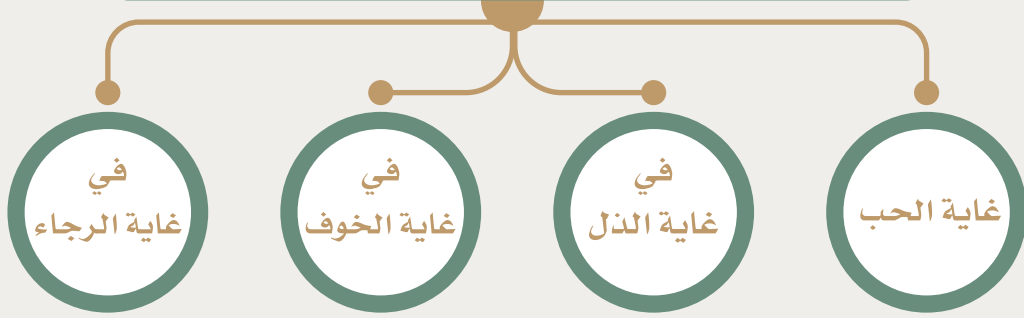 غاية الحب
في
غاية الذل
في
غاية الخوف
في
غاية الرجاء